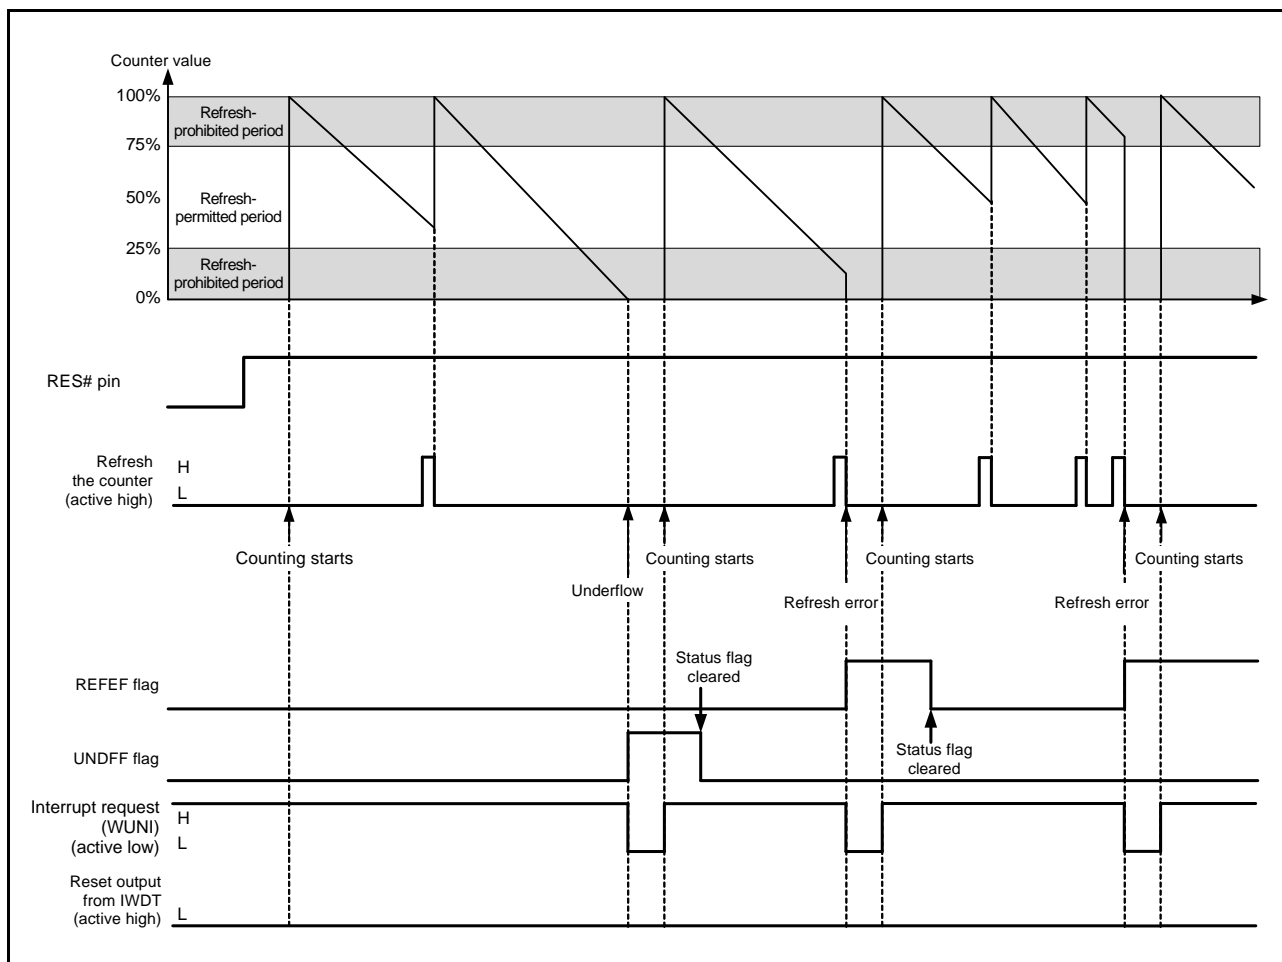 Counter value
100%
Refresh-
prohibited period
75%
50%
Refresh-
permitted period
25%
Refresh-
prohibited period
0%
RES# pin
Refresh
the counter
(active high)
H
L
Counting starts
Counting starts
Counting starts
Counting starts
Underflow
Refresh error
Refresh error
Status flag
cleared
REFEF flag
UNDFF flag
Status flag
cleared
Interrupt request
(WUNI)
(active low)
H
L
Reset output
from IWDT
(active high)
L